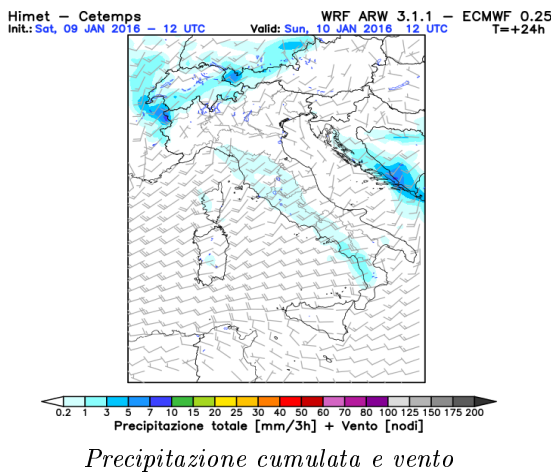 Himet – Cetemps WRF ARW 3.1.1 – ECMWF 0.25
Init.: Sat, 09 JAN 2016 – 12 UTC Valid: Sun, 10 JAN 2016 12 UTC T=+24h
0.2 1 3 5 7 10 15 20 25 30 40 50 60 70 80 100 125 150 175 200
Precipitazione totale [mm/3h] + Vento [nodi]
Precipitazione cumulata e vento